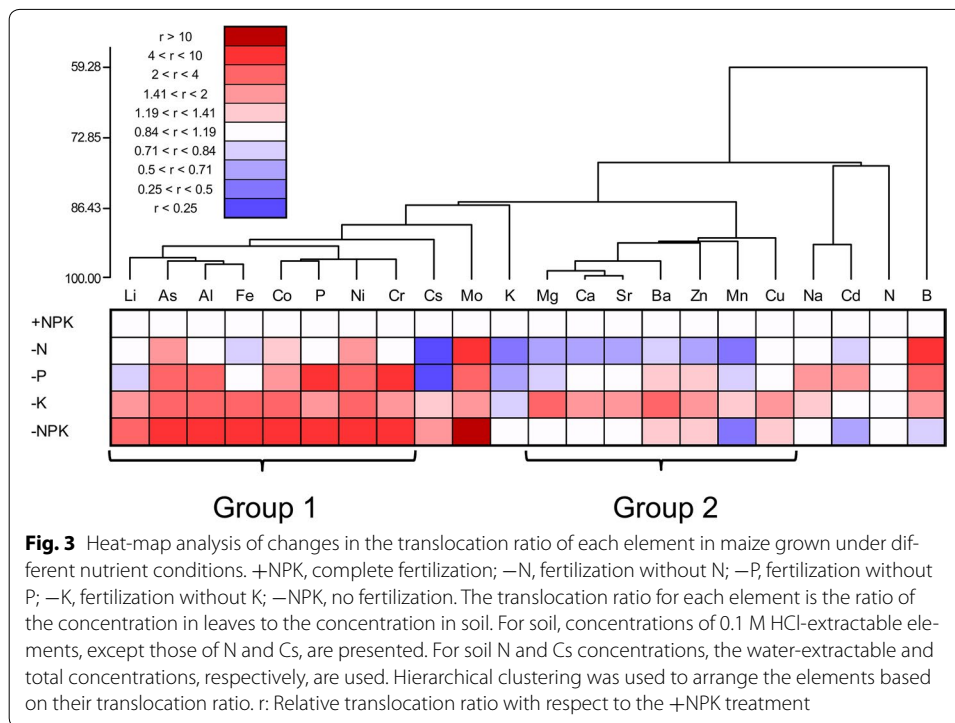 r > 10
4 < r < 10
2 < r < 4
1.41 < r < 2
1.19 < r < 1.41
0.84 < r < 1.19
0.71 < r < 0.84
0.5 < r < 0.71
0.25 < r < 0.5
r < 0.25
59.28
72.85
86.43
100.00
Li As Al Fe Co P Ni Cr Cs Mo K Mg Ca Sr Ba Zn Mn Cu Na Cd N B
+NPK
-N
-P
-K
-NPK
Group 1 Group 2
Fig. 3 Heat-map analysis of changes in the translocation ratio of each element in maize grown under dif-
ferent nutrient conditions. +NPK, complete fertilization; −N, fertilization without N; −P, fertilization without
P; −K, fertilization without K; −NPK, no fertilization. The translocation ratio for each element is the ratio of
the concentration in leaves to the concentration in soil. For soil, concentrations of 0.1 M HCl-extractable ele-
ments, except those of N and Cs, are presented. For soil N and Cs concentrations, the water-extractable and
total concentrations, respectively, are used. Hierarchical clustering was used to arrange the elements based
on their translocation ratio. r: Relative translocation ratio with respect to the +NPK treatment